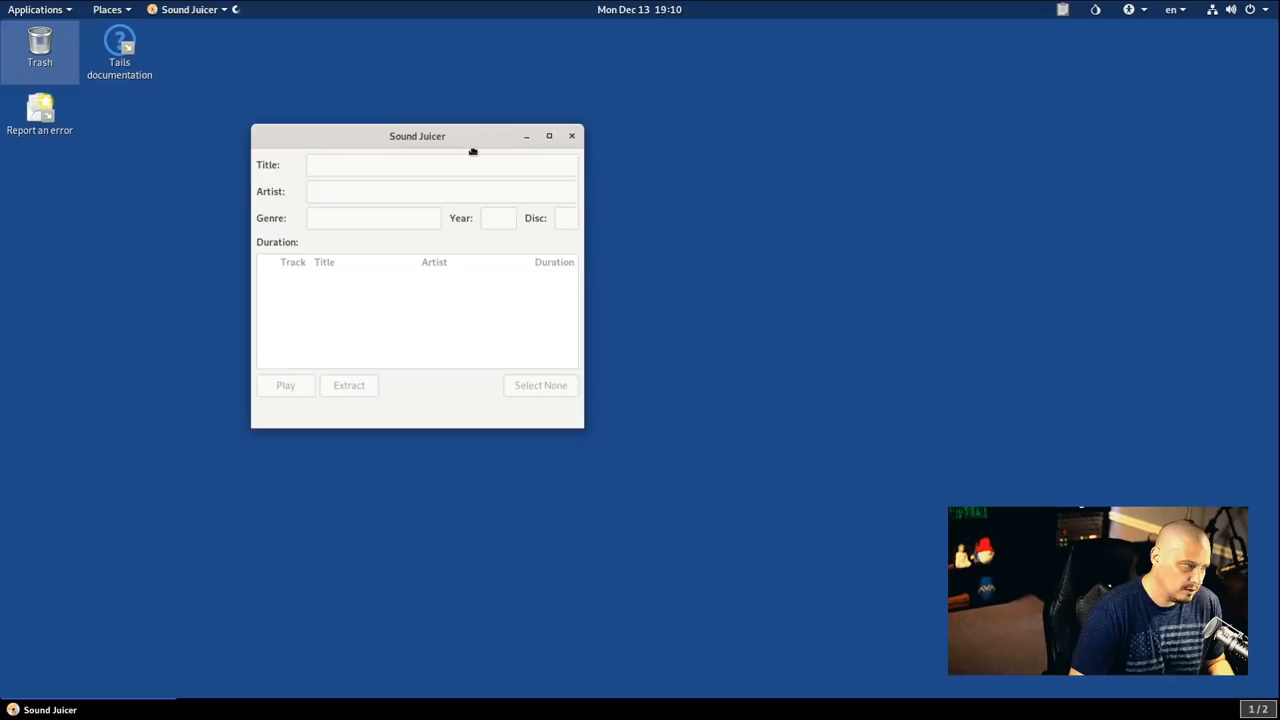 Applications Places Sound Juicer Mon Dec 13 19:10 en
Trash
Tails documentation
Report an error
Sound Juicer
Title:
Artist:
Genre: Year: Disc:
Duration:
Track Title Artist Duration
Play Extract Select None
Sound Juicer 1 / 2